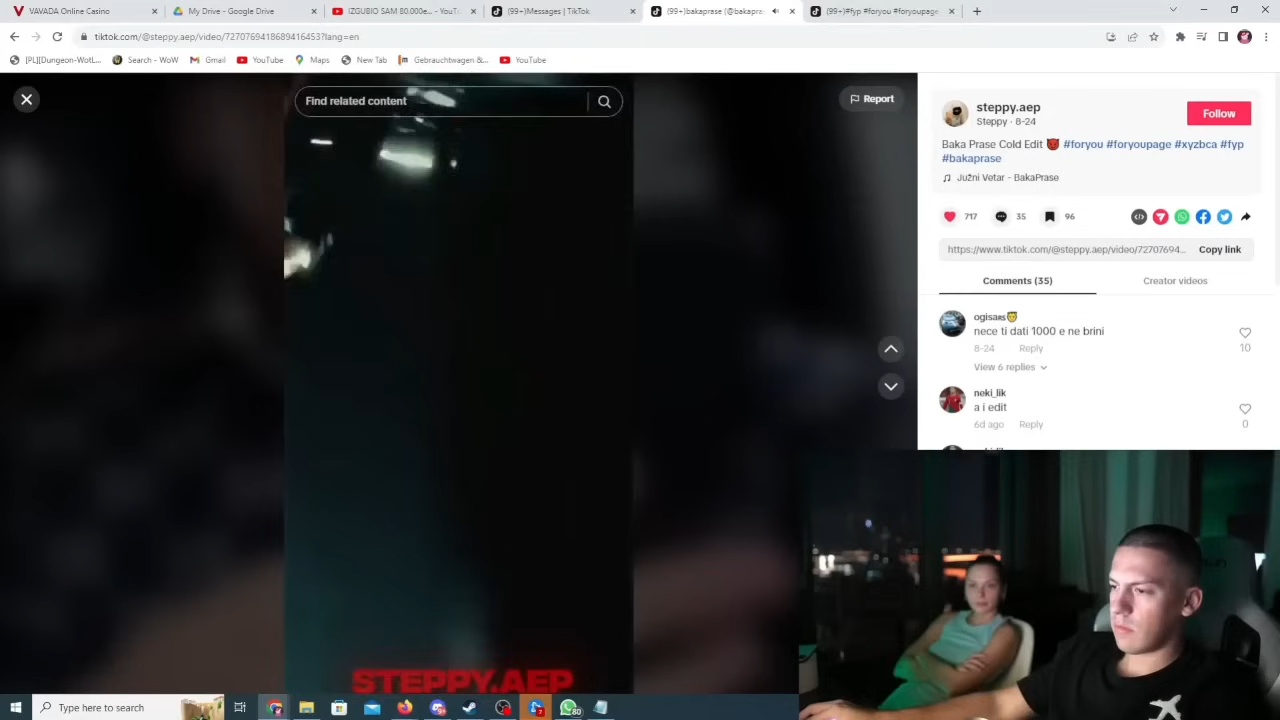 VAVADA Online Casino
My Drive - Google Drive
IZGUBIO SAM 80.000e... - YouT
(99+)Messages | TikTok
(99+)bakaprase (@bakapra
(99+)#fyp #foryou #foryoupage
tiktok.com/@steppy.aep/video/7270769418689416453?lang=en
[PL][Dungeon-WotL...
Search - WoW
Gmail
YouTube
Maps
New Tab
Gebrauchtwagen &...
YouTube
Find related content
Report
steppy.aep
Steppy · 8-24
Follow
Baka Prase Cold Edit 👿 #foryou #foryoupage #xyzbca #fyp
#bakaprase
Južni Vetar - BakaPrase
717
35
96
https://www.tiktok.com/@steppy.aep/video/72707694...
Copy link
Comments (35)
Creator videos
nece ti dati 1000 e ne brini
8-24
Reply
10
View 6 replies
neki_lik
a i edit
6d ago
Reply
0
STEPPY.AEP
Type here to search
80